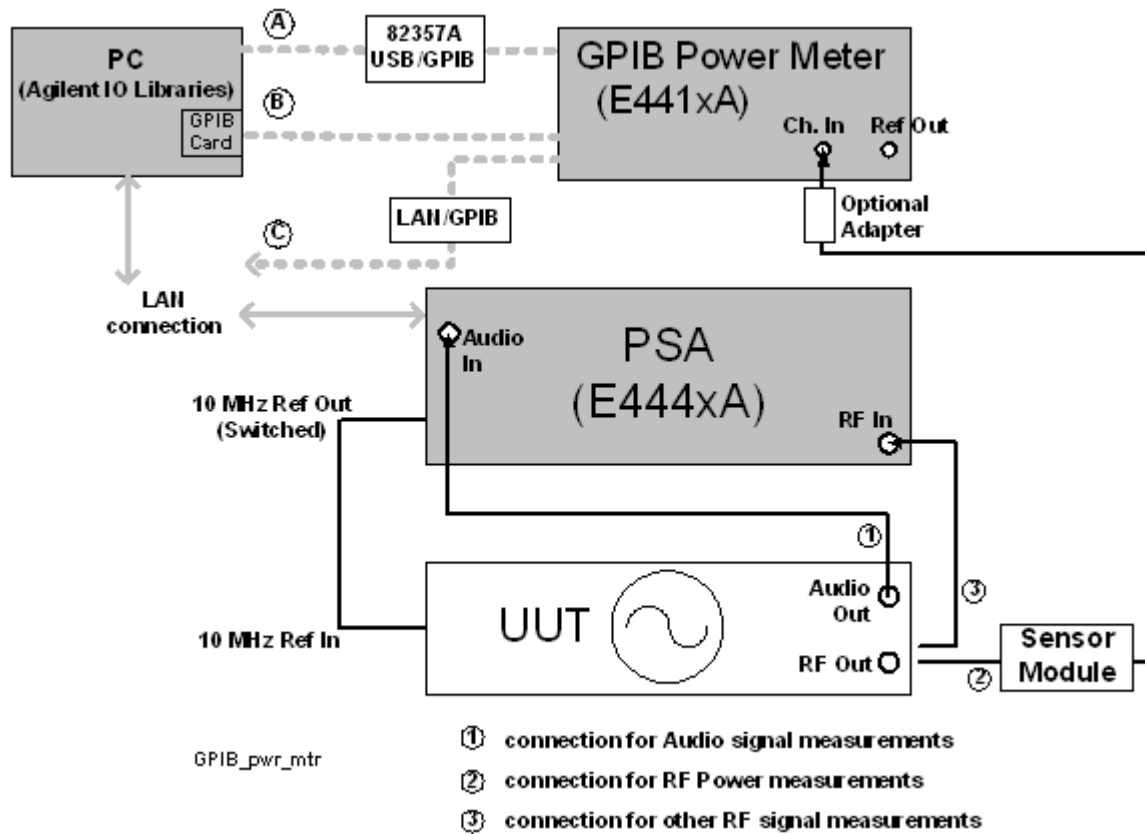 A
82357A
USB/GPIB
PC
(Agilent IO Libraries)
B
GPIB
Card
GPIB Power Meter
(E441xA)
Ch. In
Ref Out
LAN/GPIB
Optional
Adapter
C
LAN
connection
Audio
In
PSA
(E444xA)
RF In
10 MHz Ref Out
(Switched)
1
3
UUT
Audio
Out
10 MHz Ref In
RF Out
2
Sensor
Module
GPIB_pwr_mtr
1 connection for Audio signal measurements
2 connection for RF Power measurements
3 connection for other RF signal measurements